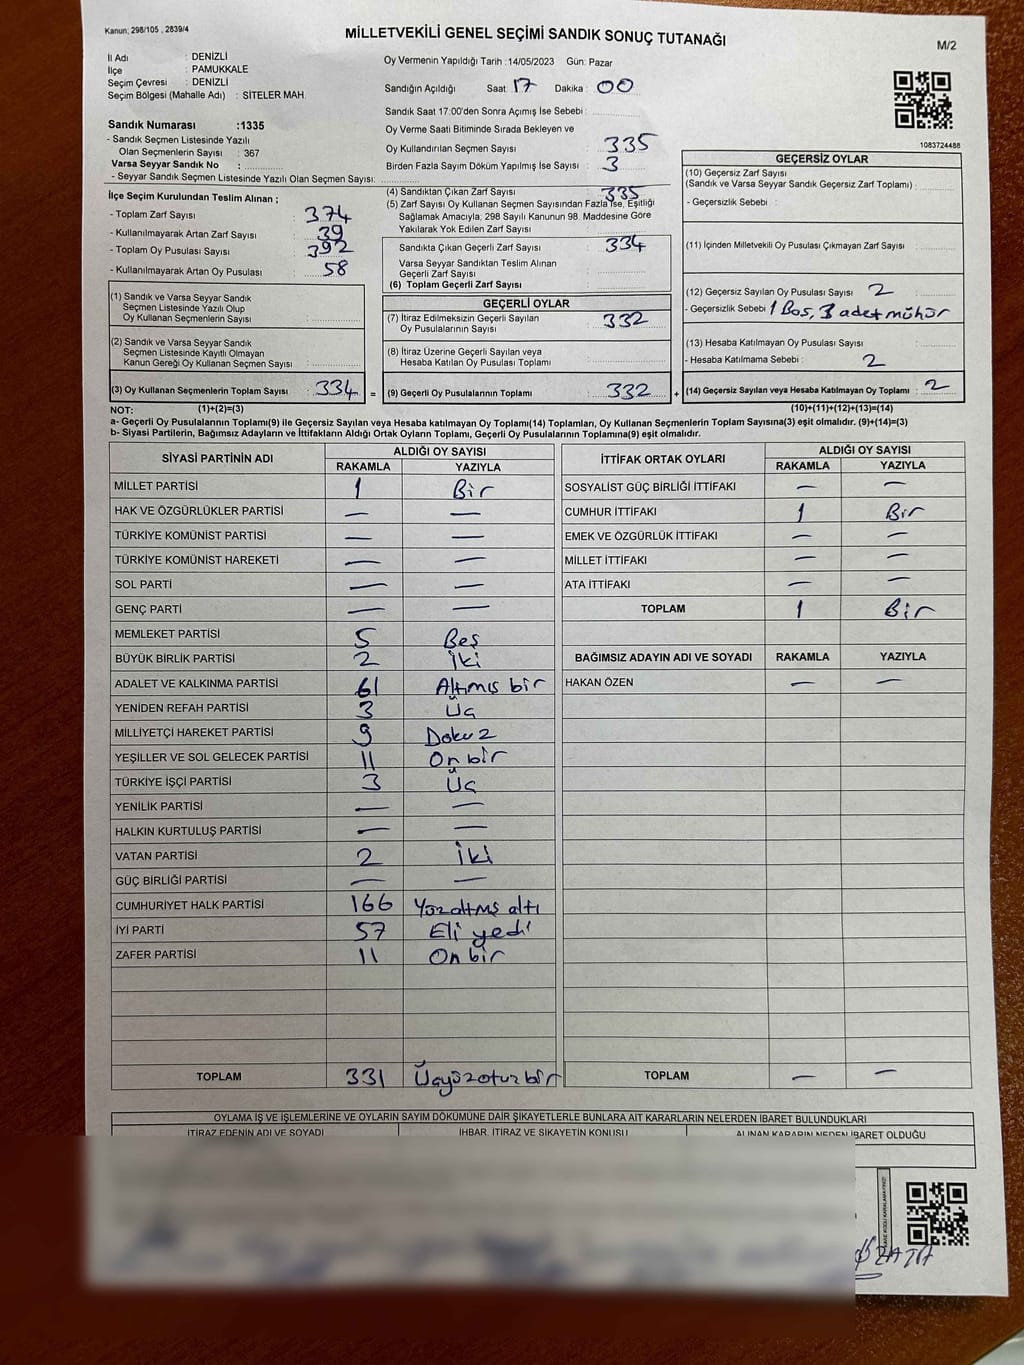 Kanun; 298/105 , 2839/4
MİLLETVEKİLİ GENEL SEÇİMİ SANDIK SONUÇ TUTANAĞI
M/2
İl Adı : DENİZLİ
İlçe : PAMUKKALE
Seçim Çevresi : DENİZLİ
Seçim Bölgesi (Mahalle Adı) : SİTELER MAH.
Oy Vermenin Yapıldığı Tarih :14/05/2023 Gün: Pazar
Sandığın Açıldığı Saat : 17 Dakika : 00
Sandık Saat 17.00'den Sonra Açımış İse Sebebi :
Sandık Numarası :1335
- Sandık Seçmen Listesinde Yazılı
Olan Seçmenlerin Sayısı : 367
Varsa Seyyar Sandık No :
- Seyyar Sandık Seçmen Listesinde Yazılı Olan Seçmen Sayısı:
Oy Verme Saati Bitiminde Sırada Bekleyen ve
Oy Kullandırılan Seçmen Sayısı : 335
Birden Fazla Sayım Döküm Yapılmış İse Sayısı : 3
1083724488
İlçe Seçim Kurulundan Teslim Alınan ;
- Toplam Zarf Sayısı : 374
- Kullanılmayarak Artan Zarf Sayısı : 39
- Toplam Oy Pusulası Sayısı : 392
- Kullanılmayarak Artan Oy Pusulası : 58
(4) Sandıktan Çıkan Zarf Sayısı : 335
(5) Zarf Sayısı Oy Kullanan Seçmen Sayısından Fazla İse, Eşitliği
Sağlamak Amacıyla; 298 Sayılı Kanunun 98. Maddesine Göre
Yakılarak Yok Edilen Zarf Sayısı :
Sandıkta Çıkan Geçerli Zarf Sayısı : 334
Varsa Seyyar Sandıktan Teslim Alınan
Geçerli Zarf Sayısı :
(6) Toplam Geçerli Zarf Sayısı :
GEÇERSİZ OYLAR
(10) Geçersiz Zarf Sayısı
(Sandık ve Varsa Seyyar Sandık Geçersiz Zarf Toplamı) :
- Geçersizlik Sebebi :
(11) İçinden Milletvekili Oy Pusulası Çıkmayan Zarf Sayısı :
(12) Geçersiz Sayılan Oy Pusulası Sayısı : 2
- Geçersizlik Sebebi : 1 Boş, 3 adet mühür
(13) Hesaba Katılmayan Oy Pusulası Sayısı :
- Hesaba Katılmama Sebebi : 2
(1) Sandık ve Varsa Seyyar Sandık
Seçmen Listesinde Yazılı Olup
Oy Kullanan Seçmenlerin Sayısı :
(2) Sandık ve Varsa Seyyar Sandık
Seçmen Listesinde Kayıtlı Olmayan
Kanun Gereği Oy Kullanan Seçmen Sayısı :
GEÇERLİ OYLAR
(7) İtiraz Edilmeksizin Geçerli Sayılan
Oy Pusulalarının Sayısı : 332
(8) İtiraz Üzerine Geçerli Sayılan veya
Hesaba Katılan Oy Pusulası Toplamı :
(3) Oy Kullanan Seçmenlerin Toplam Sayısı : 334 = (9) Geçerli Oy Pusulalarının Toplamı : 332 + (14) Geçersiz Sayılan veya Hesaba Katılmayan Oy Toplamı : 2
NOT: (1)+(2)=(3) (10)+(11)+(12)+(13)=(14)
a- Geçerli Oy Pusulalarının Toplamı(9) ile Geçersiz Sayılan veya Hesaba Katılmayan Oy Toplamı(14) Toplamları, Oy Kullanan Seçmenlerin Toplam Sayısına(3) eşit olmalıdır. (9)+(14)=(3)
b- Siyasi Partilerin, Bağımsız Adayların ve İttifakların Aldığı Ortak Oyların Toplamı, Geçerli Oy Pusulalarının Toplamına(9) eşit olmalıdır.
SİYASİ PARTİNİN ADI ALDIĞI OY SAYISI
RAKAMLA YAZIYLA
MİLLET PARTİSİ 1 Bir
HAK VE ÖZGÜRLÜKLER PARTİSİ — —
TÜRKİYE KOMÜNİST PARTİSİ — —
TÜRKİYE KOMÜNİST HAREKETİ — —
SOL PARTİ — —
GENÇ PARTİ — —
MEMLEKET PARTİSİ 5 Beş
BÜYÜK BİRLİK PARTİSİ 2 İki
ADALET VE KALKINMA PARTİSİ 61 Altmış bir
YENİDEN REFAH PARTİSİ 3 Üç
MİLLİYETÇİ HAREKET PARTİSİ 9 Dokuz
YEŞİLLER VE SOL GELECEK PARTİSİ 11 On bir
TÜRKİYE İŞÇİ PARTİSİ 3 Üç
YENİLİK PARTİSİ — —
HALKIN KURTULUŞ PARTİSİ — —
VATAN PARTİSİ 2 İki
GÜÇ BİRLİĞİ PARTİSİ — —
CUMHURİYET HALK PARTİSİ 166 Yüzaltmış altı
İYİ PARTİ 57 Eli yedi
ZAFER PARTİSİ 11 On bir
TOPLAM 331 Üçyüzotuz bir
İTTİFAK ORTAK OYLARI ALDIĞI OY SAYISI
RAKAMLA YAZIYLA
SOSYALİST GÜÇ BİRLİĞİ İTTİFAKI — —
CUMHUR İTTİFAKI 1 Bir
EMEK VE ÖZGÜRLÜK İTTİFAKI — —
MİLLET İTTİFAKI — —
ATA İTTİFAKI — —
TOPLAM 1 Bir
BAĞIMSIZ ADAYIN ADI VE SOYADI RAKAMLA YAZIYLA
HAKAN ÖZEN — —
TOPLAM — —
OYLAMA İŞ VE İŞLEMLERİNE VE OYLARIN SAYIM DÖKÜMÜNE DAİR ŞİKAYETLERLE BUNLARA AİT KARARLARIN NELERDEN İBARET BULUNDUKLARI
İTİRAZ EDENİN ADI VE SOYADI İHBAR, İTİRAZ VE ŞİKAYETİN KONUSU ALINAN KARARIN NEDEN İBARET OLDUĞU